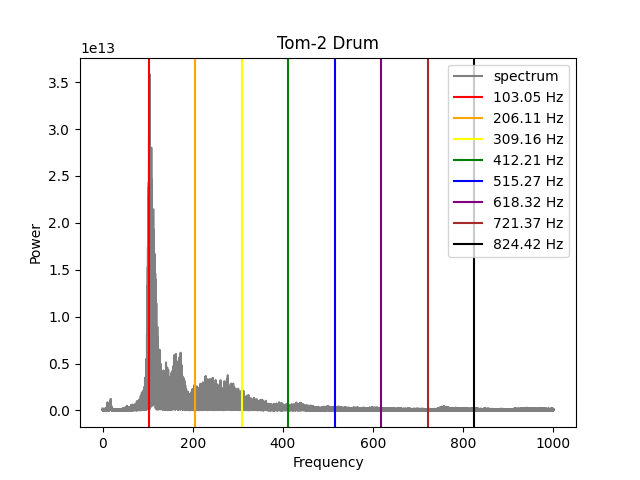 Tom-2 Drum
1e13
3.5
3.0
2.5
2.0
1.5
1.0
0.5
0.0
Power
spectrum
103.05 Hz
206.11 Hz
309.16 Hz
412.21 Hz
515.27 Hz
618.32 Hz
721.37 Hz
824.42 Hz
0 200 400 600 800 1000
Frequency